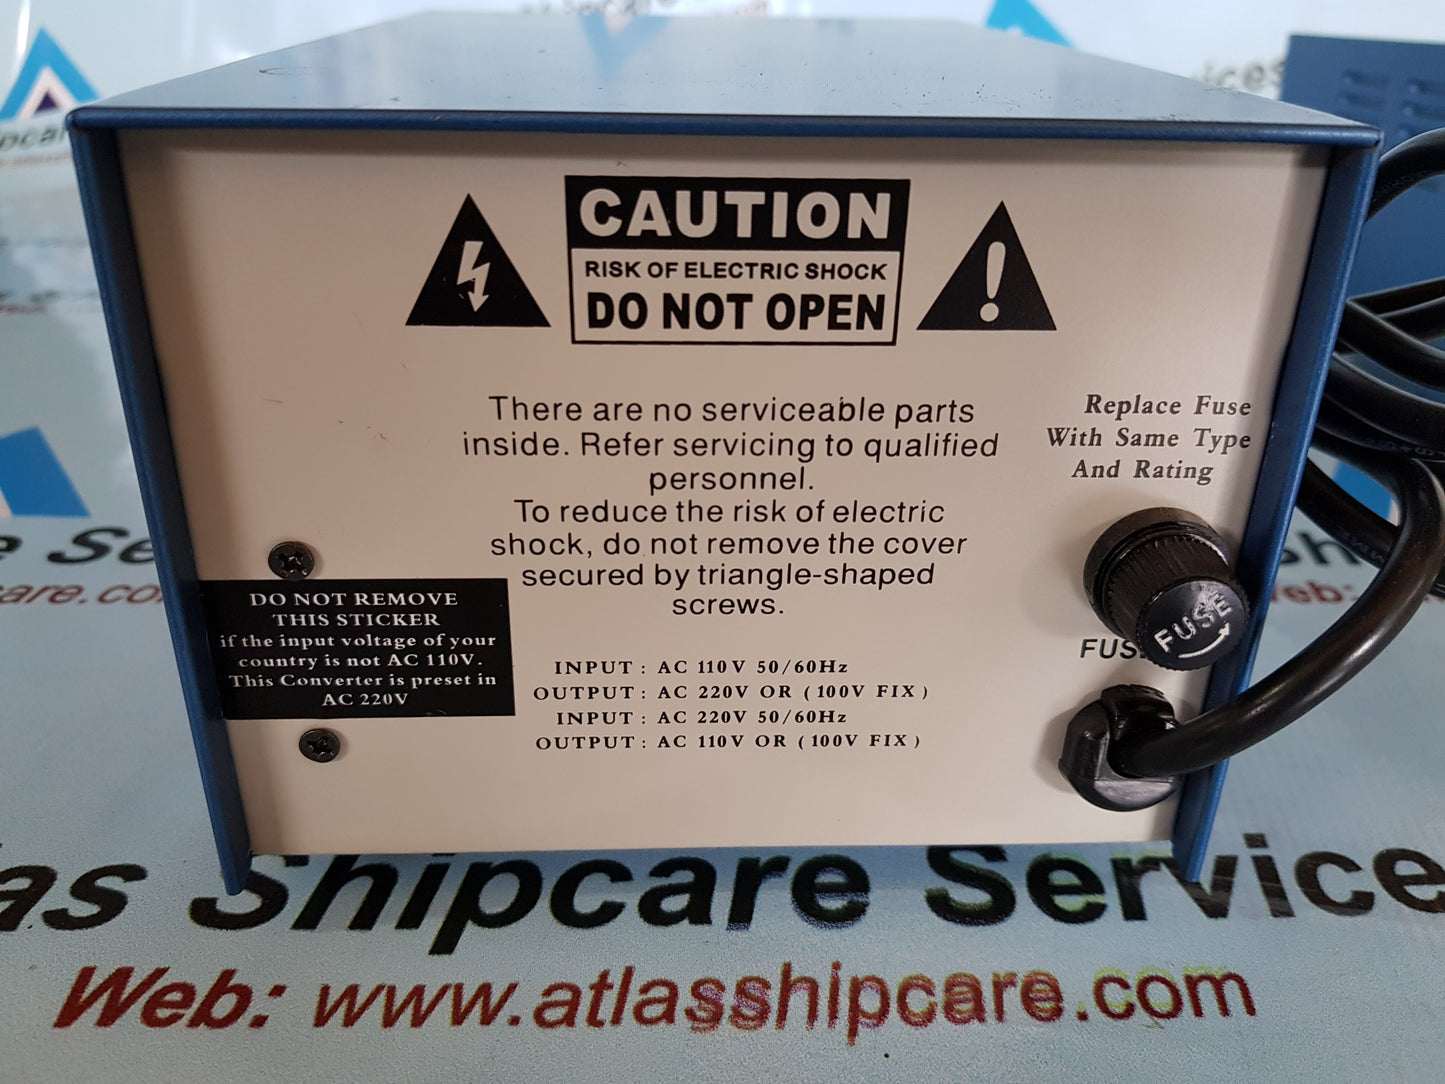 Shipcare Services
CAUTION
RISK OF ELECTRIC SHOCK
DO NOT OPEN
There are no serviceable parts
inside. Refer servicing to qualified
personnel.
To reduce the risk of electric
shock, do not remove the cover
secured by triangle-shaped
screws.
Replace Fuse
With Same Type
And Rating
FUSE
DO NOT REMOVE
THIS STICKER
if the input voltage of your
country is not AC 110V.
This Converter is preset in
AC 220V
INPUT : AC 110V 50/60Hz
OUTPUT : AC 220V OR ( 100V FIX )
INPUT : AC 220V 50/60Hz
OUTPUT : AC 110V OR ( 100V FIX )
las Shipcare Service
Web: www.atlasshipcare.com